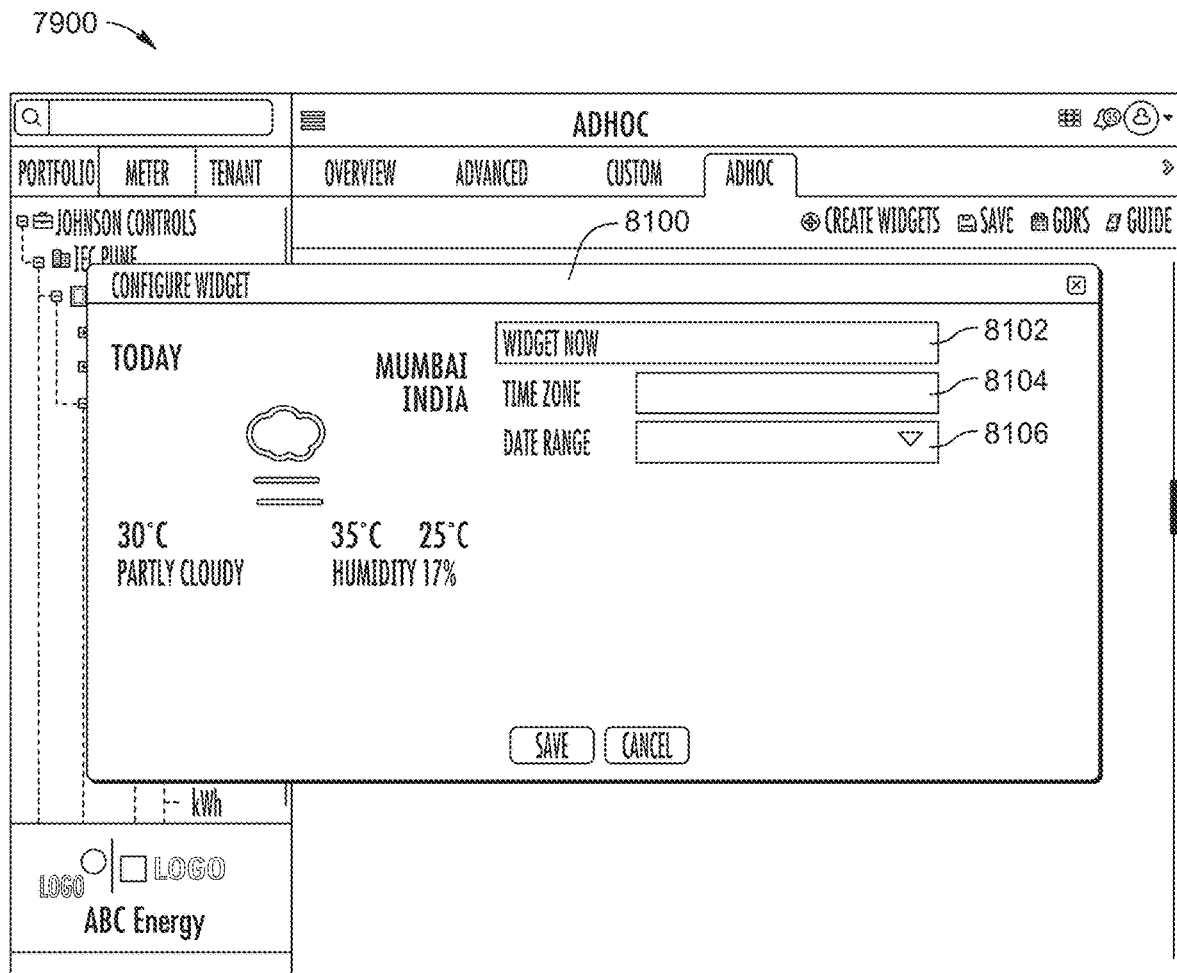 7900
ADHOC
PORTFOLIO METER TENANT
OVERVIEW ADVANCED CUSTOM ADHOC
JOHNSON CONTROLS
8100
CREATE WIDGETS SAVE GDRS GUIDE
IEC PUNE
CONFIGURE WIDGET
TODAY
MUMBAI
INDIA
WIDGET NOW 8102
TIME ZONE 8104
DATE RANGE 8106
30°C 35°C 25°C
PARTLY CLOUDY HUMIDITY 17%
SAVE CANCEL
kWh
LOGO LOGO
ABC Energy